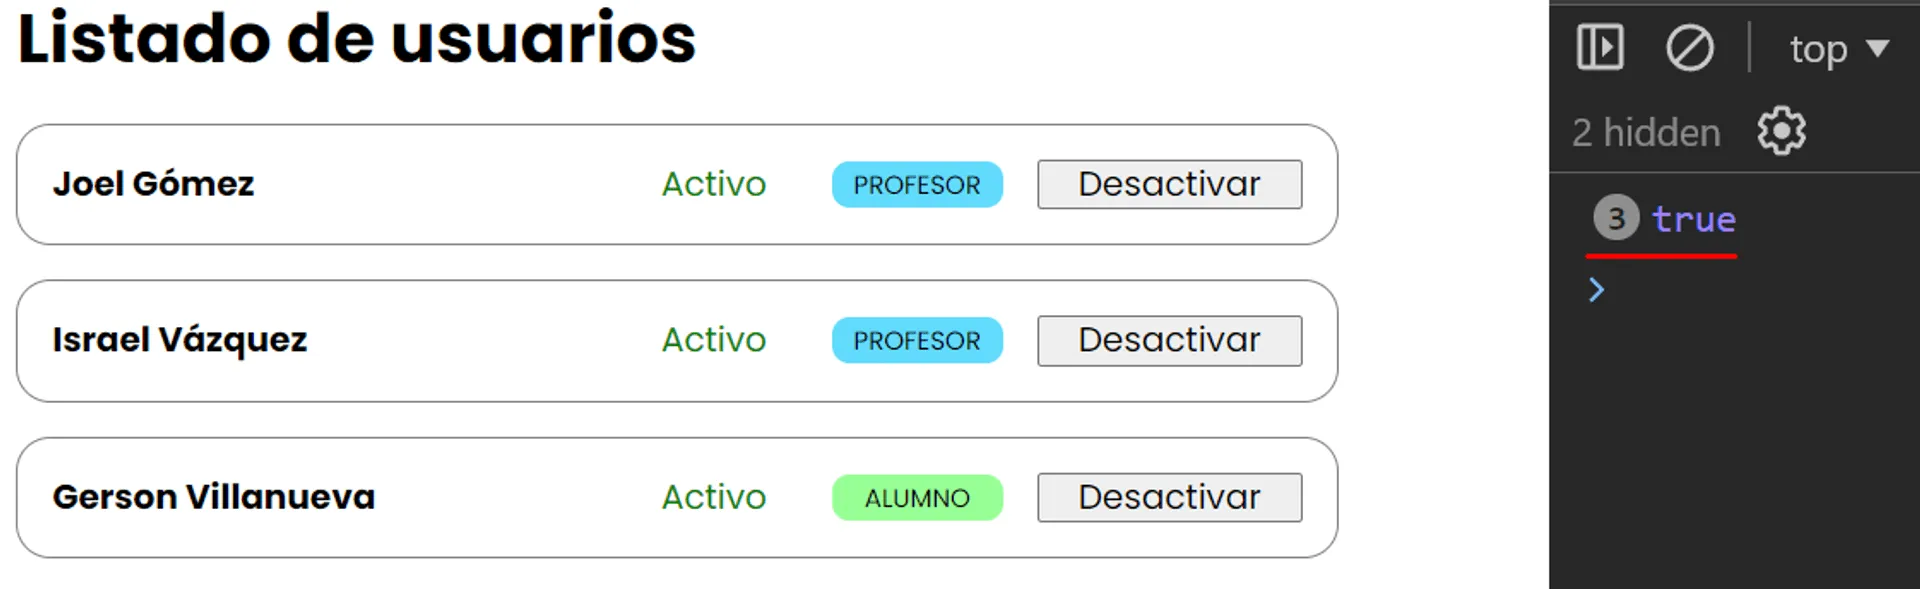 Listado de usuarios
Joel Gómez Activo PROFESOR Desactivar
Israel Vázquez Activo PROFESOR Desactivar
Gerson Villanueva Activo ALUMNO Desactivar
top
2 hidden
3 true